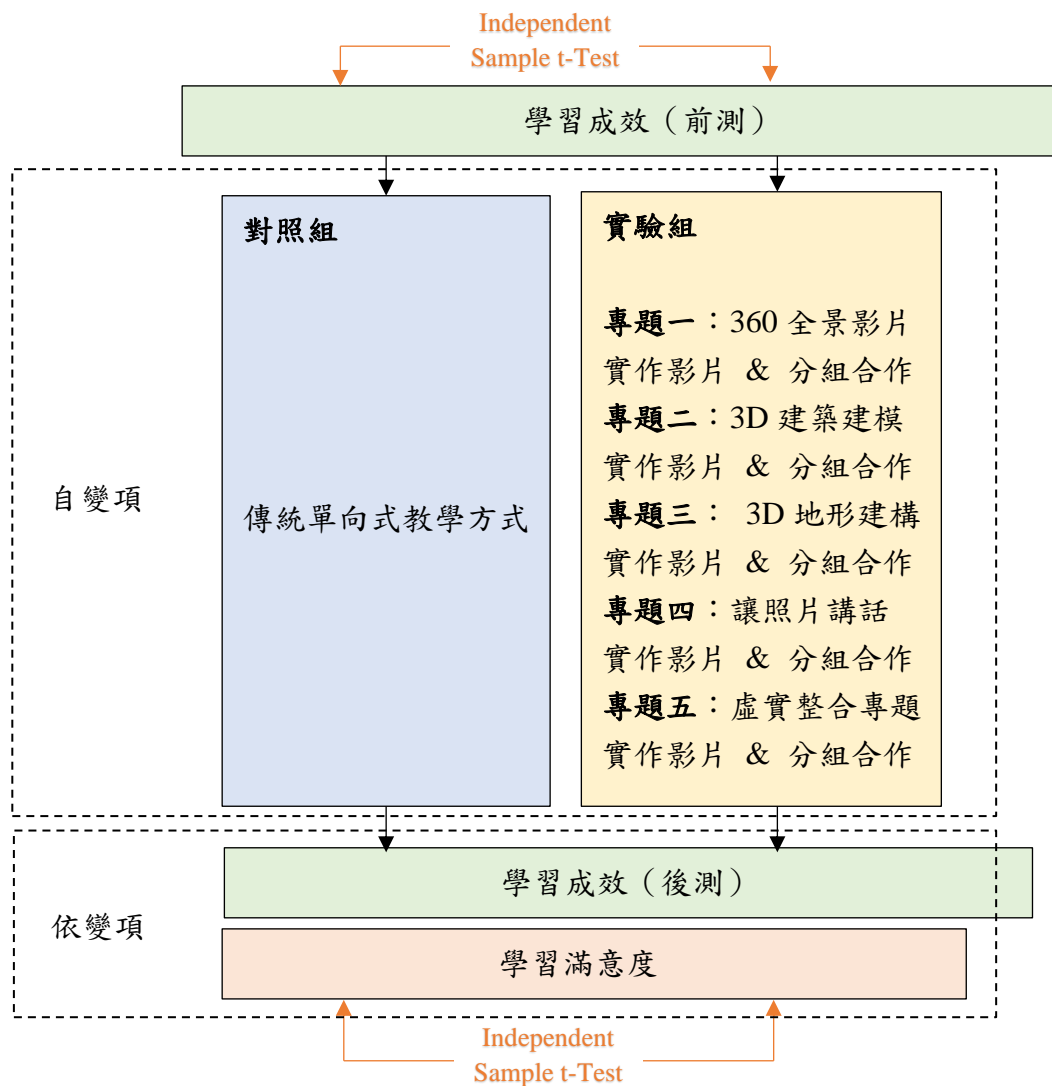 Independent
Sample t-Test
學習成效（前測）
自變項
對照組
傳統單向式教學方式
實驗組
專題一：360 全景影片
實作影片 & 分組合作
專題二：3D 建築建模
實作影片 & 分組合作
專題三： 3D 地形建構
實作影片 & 分組合作
專題四：讓照片講話
實作影片 & 分組合作
專題五：虛實整合專題
實作影片 & 分組合作
依變項
學習成效（後測）
學習滿意度
Independent
Sample t-Test